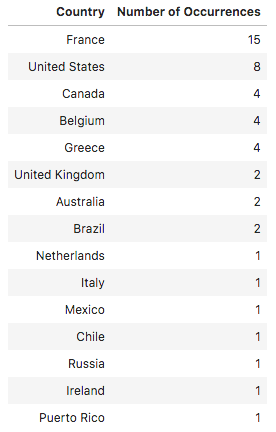 Country Number of Occurrences
France 15
United States 8
Canada 4
Belgium 4
Greece 4
United Kingdom 2
Australia 2
Brazil 2
Netherlands 1
Italy 1
Mexico 1
Chile 1
Russia 1
Ireland 1
Puerto Rico 1